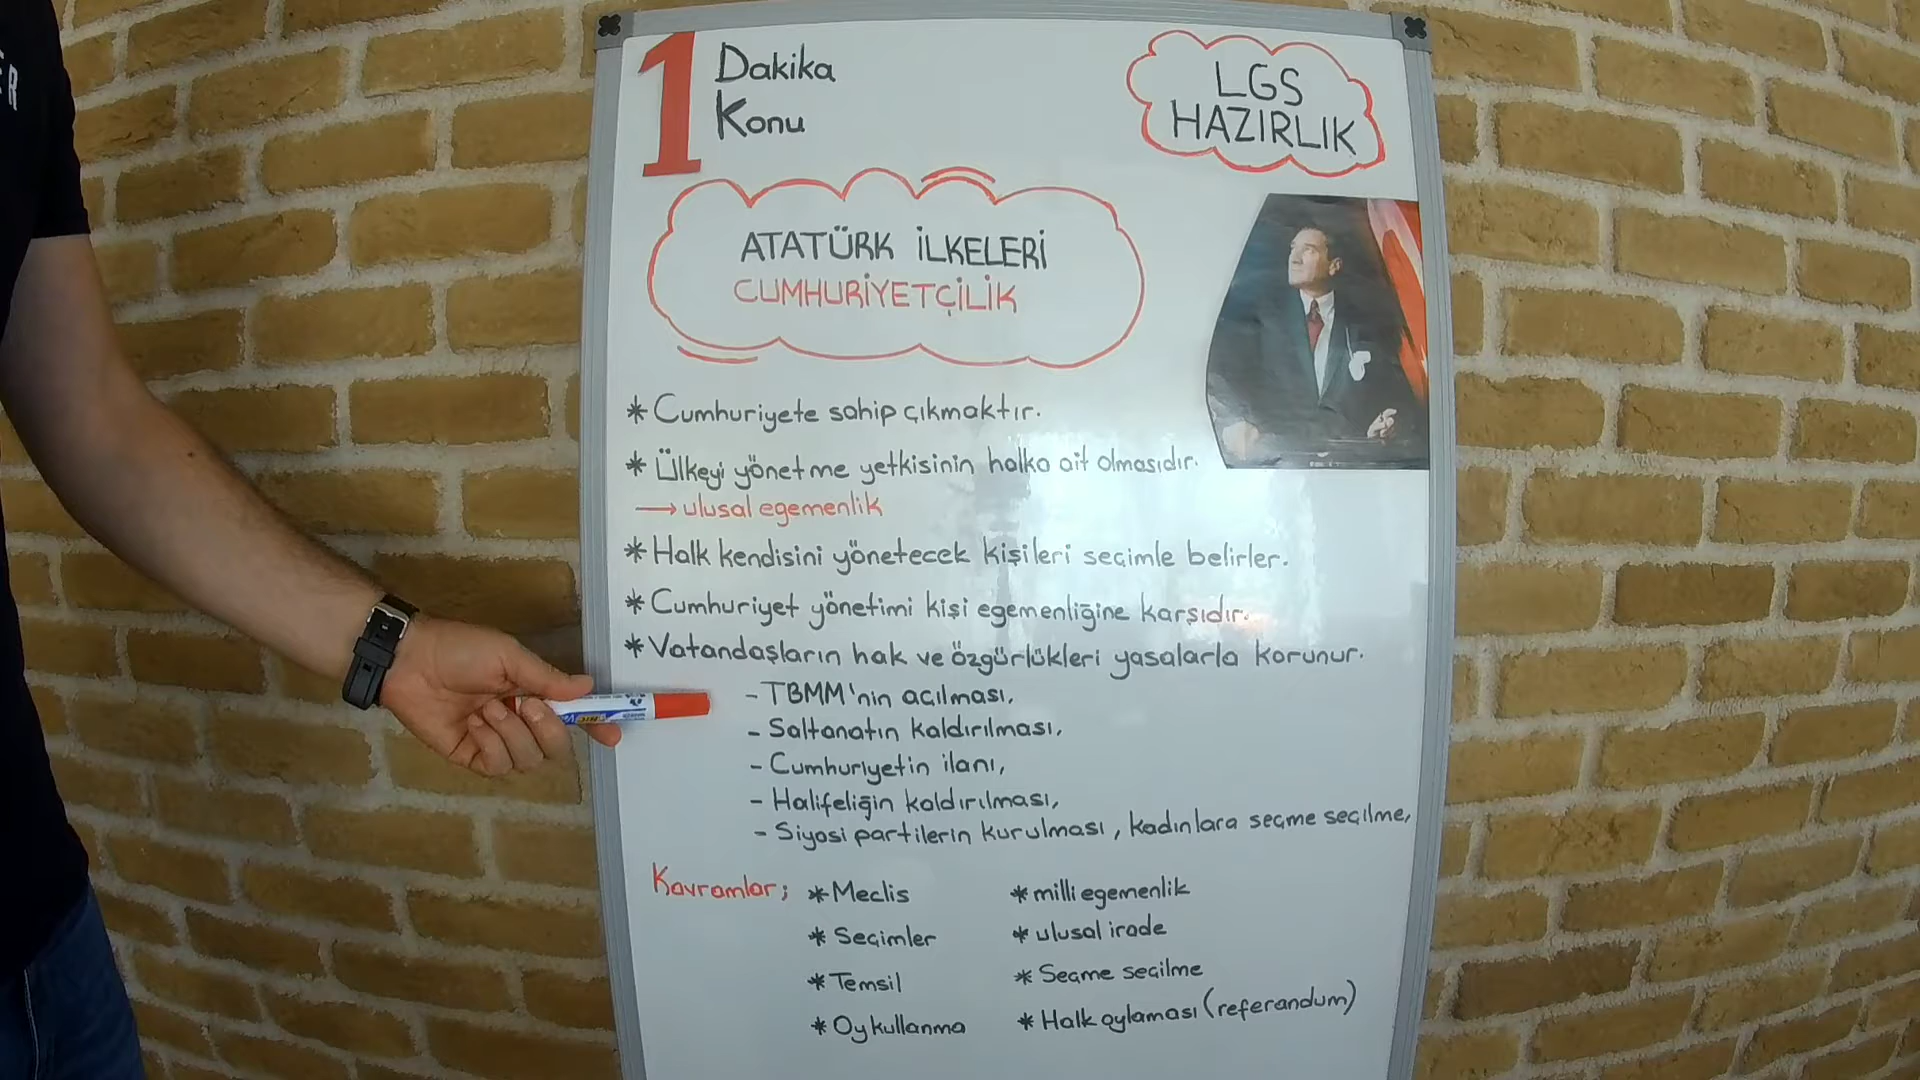 1 Dakika
Konu
LGS
HAZIRLIK
ATATÜRK İLKELERİ
CUMHURİYETÇİLİK
* Cumhuriyete sahip çıkmaktır.
* Ülkeyi yönetme yetkisinin halka ait olmasıdır.
→ ulusal egemenlik
* Halk kendisini yönetecek kişileri seçimle belirler.
* Cumhuriyet yönetimi kişi egemenliğine karşıdır.
* Vatandaşların hak ve özgürlükleri yasalarla korunur.
- TBMM'nin açılması,
- Saltanatın kaldırılması,
- Cumhuriyetin ilanı,
- Halifeliğin kaldırılması,
- Siyasi partilerin kurulması, kadınlara seçme seçilme,
Kavramlar;
* Meclis
* Seçimler
* Temsil
* Oy kullanma
* milli egemenlik
* ulusal irade
* Seçme seçilme
* Halk oylaması (referandum)